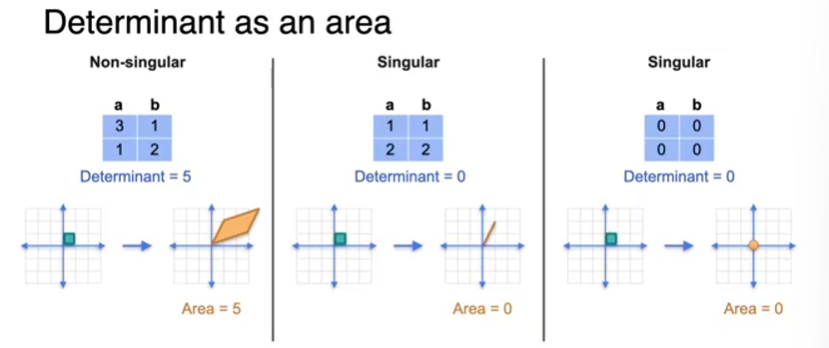 Determinant as an area
Non-singular
a b
3 1
1 2
Determinant = 5
Area = 5
Singular
a b
1 1
2 2
Determinant = 0
Area = 0
Singular
a b
0 0
0 0
Determinant = 0
Area = 0